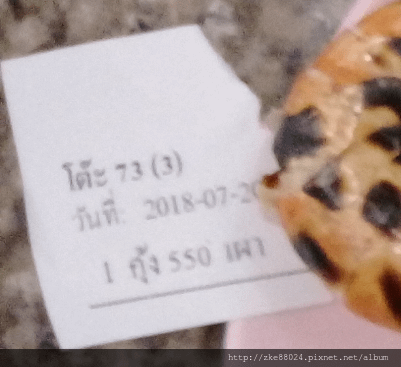 โต๊ะ 73 (3)
วันที่: 2018-07-2
1 กุ้ง 550 เผา
http://zke88024.pixnet.net/album